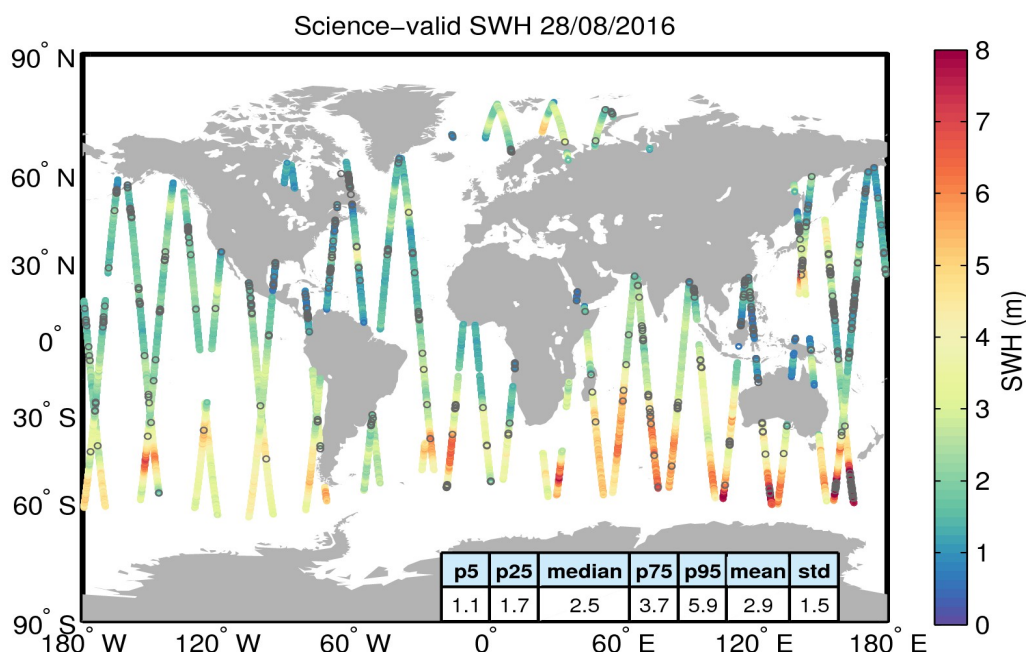 Science−valid SWH 28/08/2016
90° N
60° N
30° N
0°
30° S
60° S
90° S
180° W
120° W
60° W
0°
60° E
120° E
180° E
p5 p25 median p75 p95 mean std
1.1 1.7 2.5 3.7 5.9 2.9 1.5
8
7
6
5
4
3
2
1
0
SWH (m)